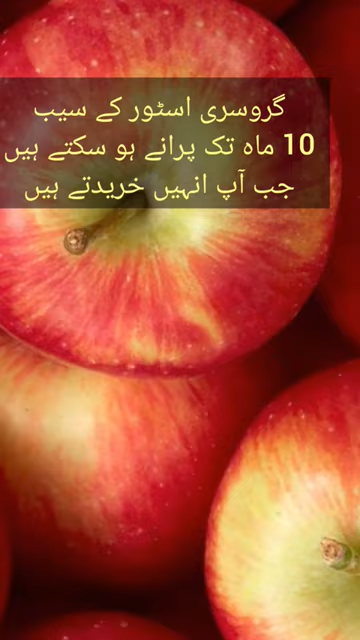 گروسری اسٹور کے سیب
10 ماہ تک پرانے ہو سکتے ہیں
جب آپ انہیں خریدتے ہیں